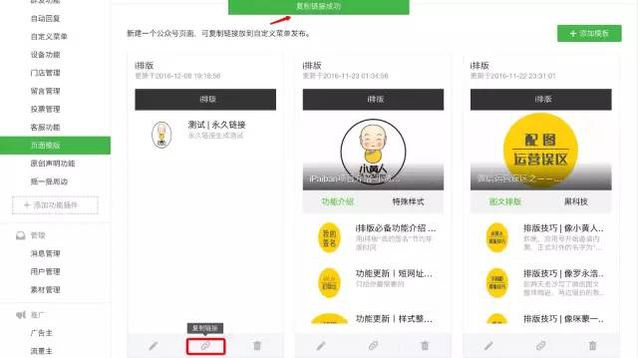 群发功能
自动回复
自定义菜单
设备功能
门店管理
留言管理
投票管理
客服功能
页面模版
原创声明功能
摇一摇周边
+ 添加功能插件
管理
消息管理
用户管理
素材管理
推广
广告主
流量主
复制链接成功
新建一个公众号页面,可复制链接放到自定义菜单发布。
+ 添加模板
i排版
更新于2016-12-08 19:18:56
i排版
测试 | 永久链接
永久链接生成测试
复制链接
i排版
更新于2016-11-23 01:34:56
i排版
小黄人
功能介绍
特殊样式
i排版必备功能介绍 ...
我的签名
功能更新丨短网址...
功能更新丨样式整...
i排版
更新于2016-11-22 23:31:01
i排版
配图
运营误区
图文排版
黑科技
排版技巧 | 像小黄人...
排版技巧 | 像罗永浩...
排版技巧 | 像咪蒙一...